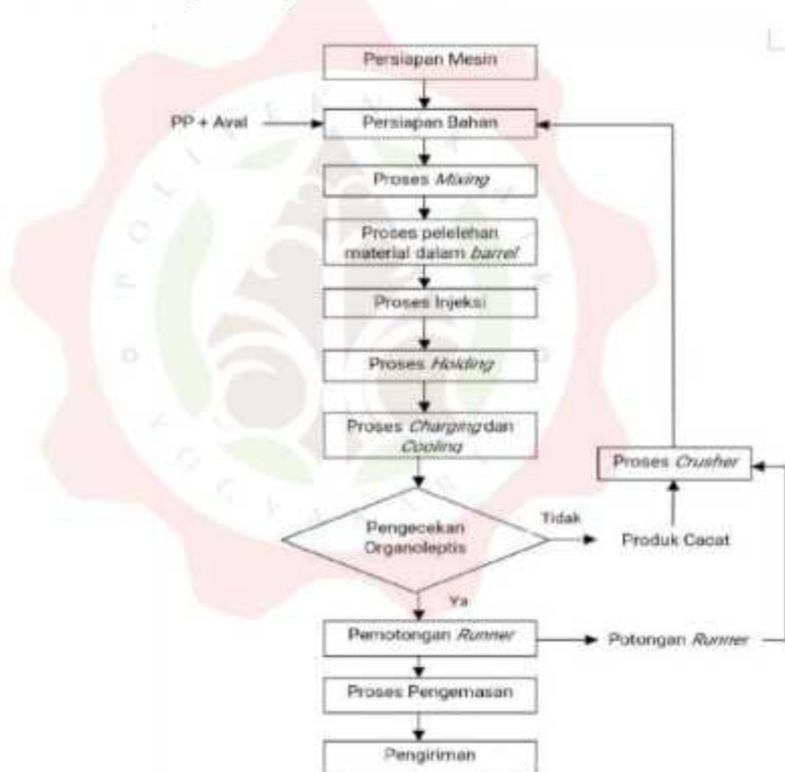 Persiapan Mesin
PP + Aval
Persiapan Bahan
Proses Mixing
Proses pelelehan
material dalam barrel
Proses Injeksi
Proses Holding
Proses Charging dan
Cooling
Proses Crusher
Pengecekan
Organoleptis
Tidak
Produk Cacat
Ya
Pemotongan Runner
Potongan Runner
Proses Pengemasan
Pengiriman